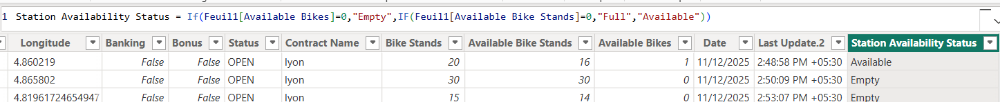 1 Station Availability Status = If(Feuil1[Available Bikes]=0,"Empty",IF(Feuil1[Available Bike Stands]=0,"Full","Available"))
Longitude Banking Bonus Status Contract Name Bike Stands Available Bike Stands Available Bikes Date Last Update.2 Station Availability Status
4.860219 False False OPEN lyon 20 16 1 11/12/2025 2:48:58 PM +05:30 Available
4.865802 False False OPEN lyon 30 30 0 11/12/2025 2:50:09 PM +05:30 Empty
4.81961724654947 False False OPEN lyon 15 14 0 11/12/2025 2:53:07 PM +05:30 Empty